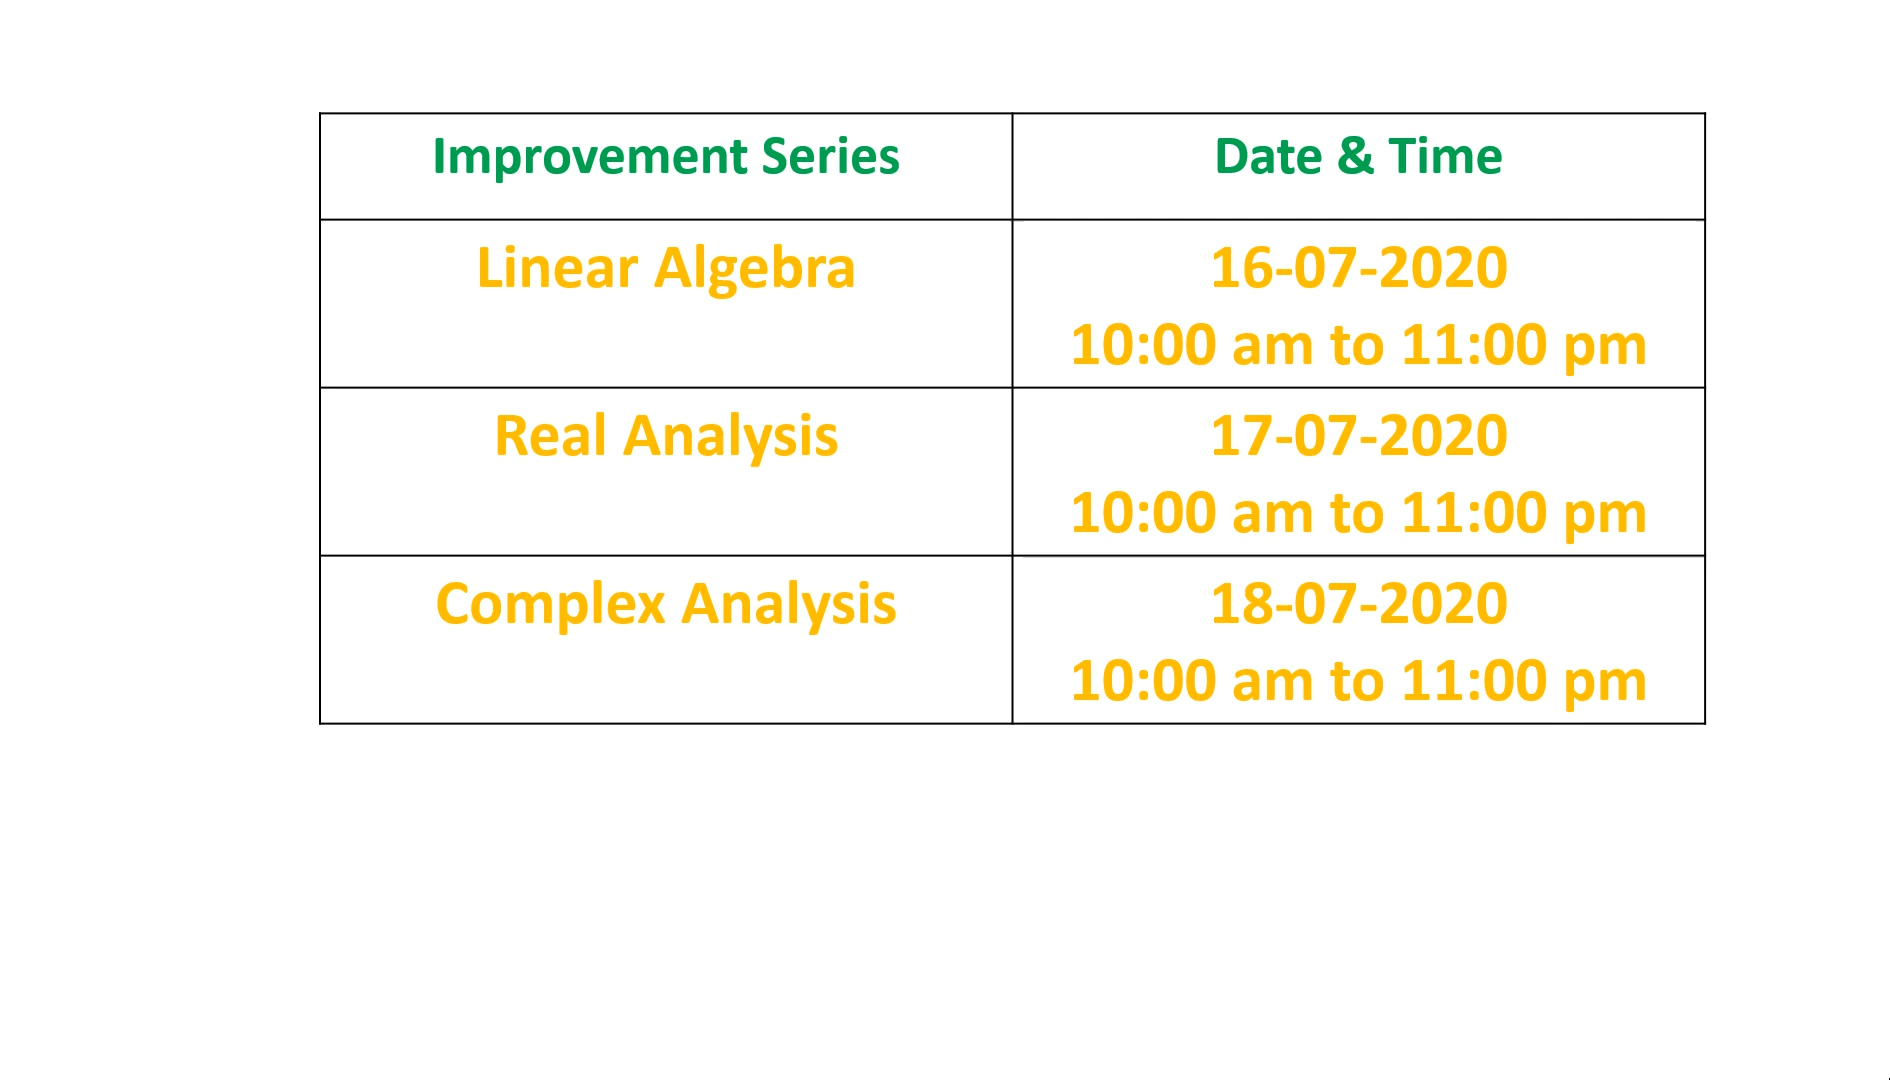 Improvement Series
Date & Time
Linear Algebra
16-07-2020
10:00 am to 11:00 pm
Real Analysis
17-07-2020
10:00 am to 11:00 pm
Complex Analysis
18-07-2020
10:00 am to 11:00 pm